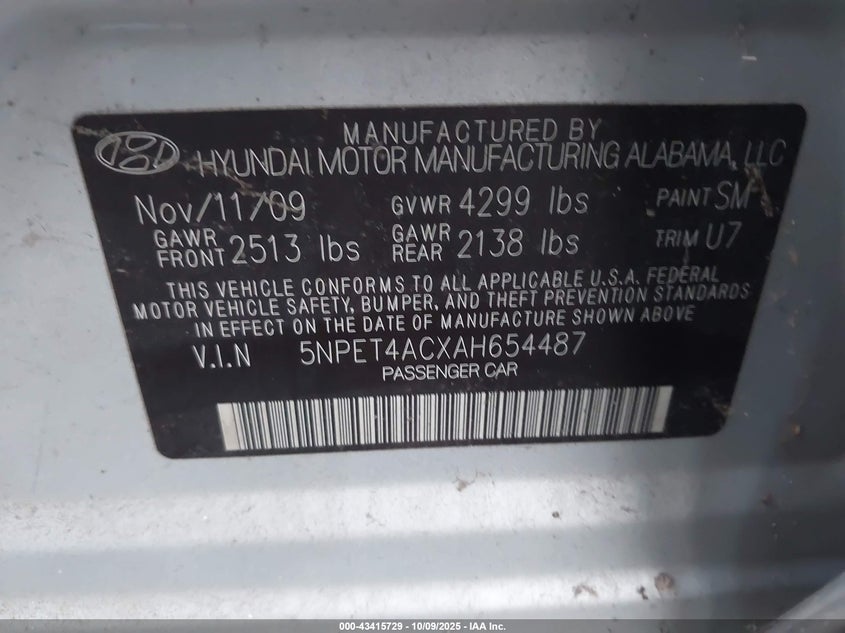 MANUFACTURED BY
HYUNDAI MOTOR MANUFACTURING ALABAMA, LLC
Nov/11/09 GVWR 4299 lbs PAINT SM
GAWR FRONT 2513 lbs GAWR REAR 2138 lbs TRIM U7
THIS VEHICLE CONFORMS TO ALL APPLICABLE U.S.A. FEDERAL
MOTOR VEHICLE SAFETY, BUMPER, AND THEFT PREVENTION STANDARDS
IN EFFECT ON THE DATE OF MANUFACTURE SHOWN ABOVE
V.I.N 5NPET4ACXAH654487
PASSENGER CAR
000-43415729 | 10/09/2025 | IAA Inc.